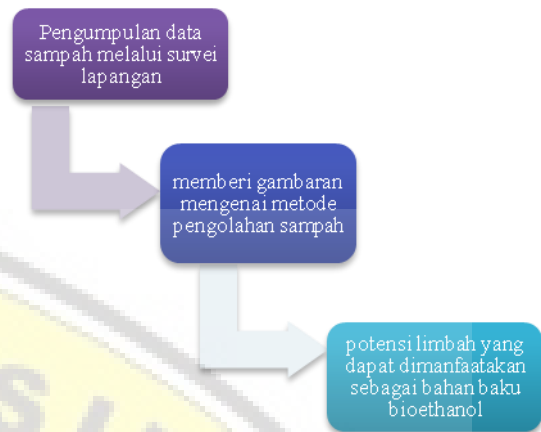 Pengumpulan data
sampah melalui survei
lapangan
memberi gambaran
mengenai metode
pengolahan sampah
potensi limbah yang
dapat dimanfaatakan
sebagai bahan baku
bioethanol